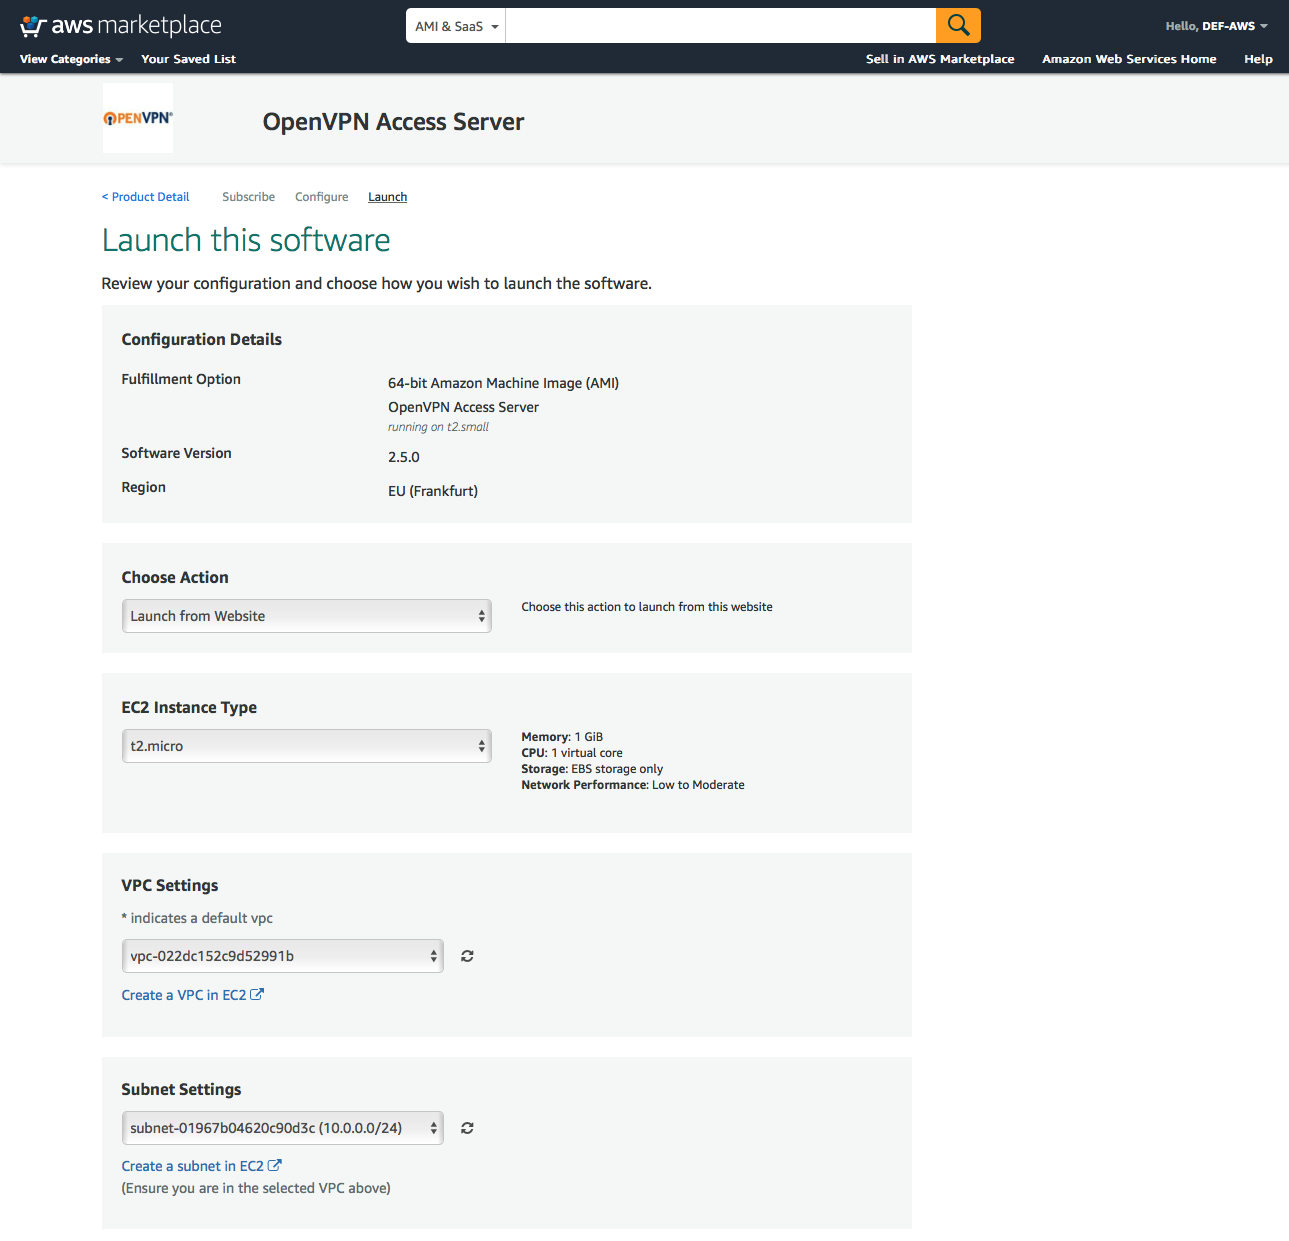 aws marketplace
AMI & SaaS
Hello, DEF-AWS
View Categories
Your Saved List
Sell in AWS Marketplace
Amazon Web Services Home
Help
OPENVPN®
OpenVPN Access Server
< Product Detail
Subscribe
Configure
Launch
Launch this software
Review your configuration and choose how you wish to launch the software.
Configuration Details
Fulfillment Option
64-bit Amazon Machine Image (AMI)
OpenVPN Access Server
running on t2.small
Software Version
2.5.0
Region
EU (Frankfurt)
Choose Action
Launch from Website
Choose this action to launch from this website
EC2 Instance Type
t2.micro
Memory: 1 GiB
CPU: 1 virtual core
Storage: EBS storage only
Network Performance: Low to Moderate
VPC Settings
* indicates a default vpc
vpc-022dc152c9d52991b
Create a VPC in EC2
Subnet Settings
subnet-01967b04620c90d3c (10.0.0.0/24)
Create a subnet in EC2
(Ensure you are in the selected VPC above)